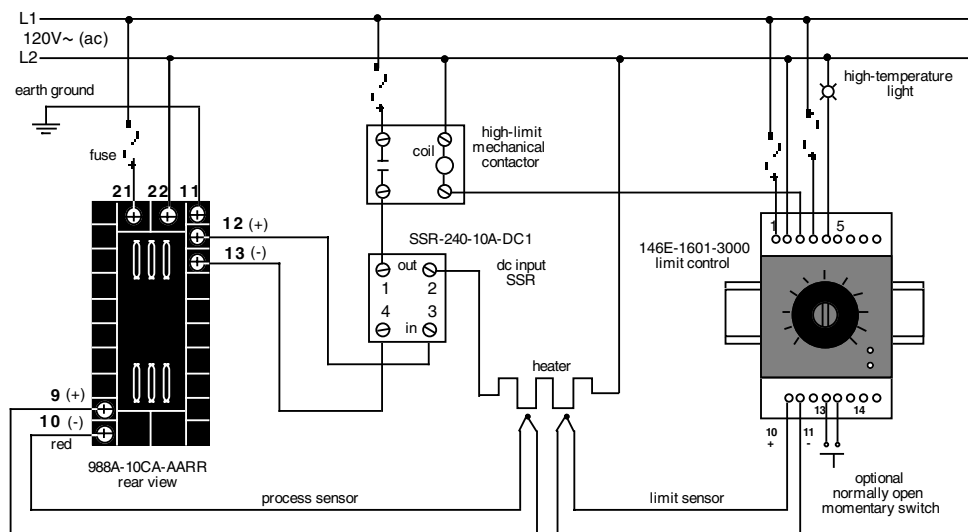 L1
120V~ (ac)
L2
earth ground
fuse
21 22 11
12 (+)
13 (-)
9 (+)
10 (-)
red
988A-10CA-AARR
rear view
coil
high-limit
mechanical
contactor
SSR-240-10A-DC1
out
1 2
4 3
in
dc input
SSR
heater
process sensor
limit sensor
high-temperature
light
146E-1601-3000
limit control
1 5
13 14
10
+
11
-
optional
normally open
momentary switch